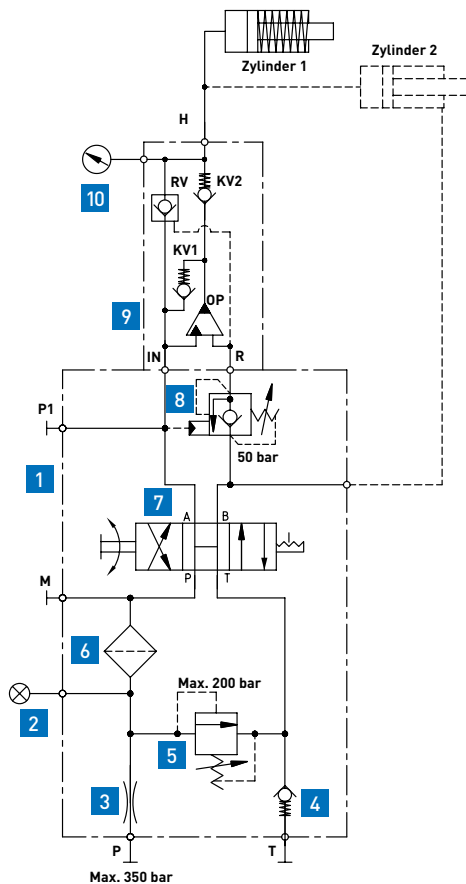 Zylinder 1
Zylinder 2
H
10
RV
KV2
KV1
9
OP
IN
R
P1
8
50 bar
1
7
A
B
P
T
M
6
Max. 200 bar
2
5
3
4
P
T
Max. 350 bar